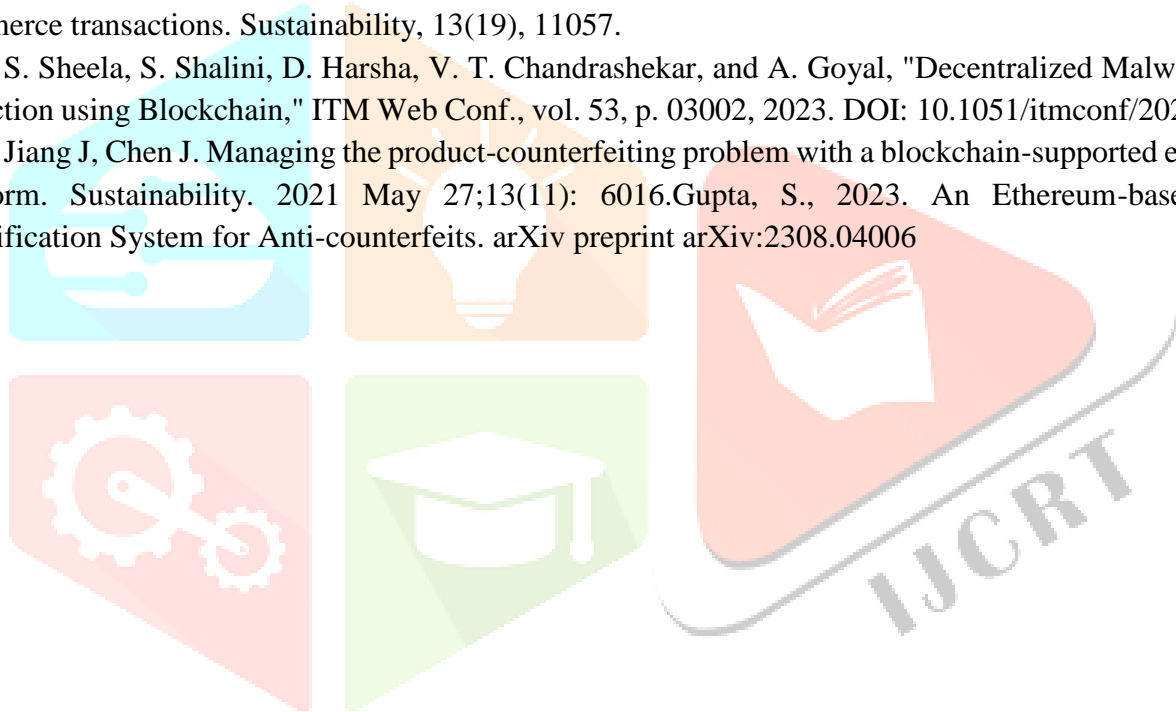 nerce transactions. Sustainability, 13(19), 11057.
S. Sheela, S. Shalini, D. Harsha, V. T. Chandrashekar, and A. Goyal, "Decentralized Malw
ction using Blockchain," ITM Web Conf., vol. 53, p. 03002, 2023. DOI: 10.1051/itmconf/202
Jiang J, Chen J. Managing the product-counterfeiting problem with a blockchain-supported e
orm. Sustainability. 2021 May 27;13(11): 6016.Gupta, S., 2023. An Ethereum-base
ification System for Anti-counterfeits. arXiv preprint arXiv:2308.04006
IJCRT